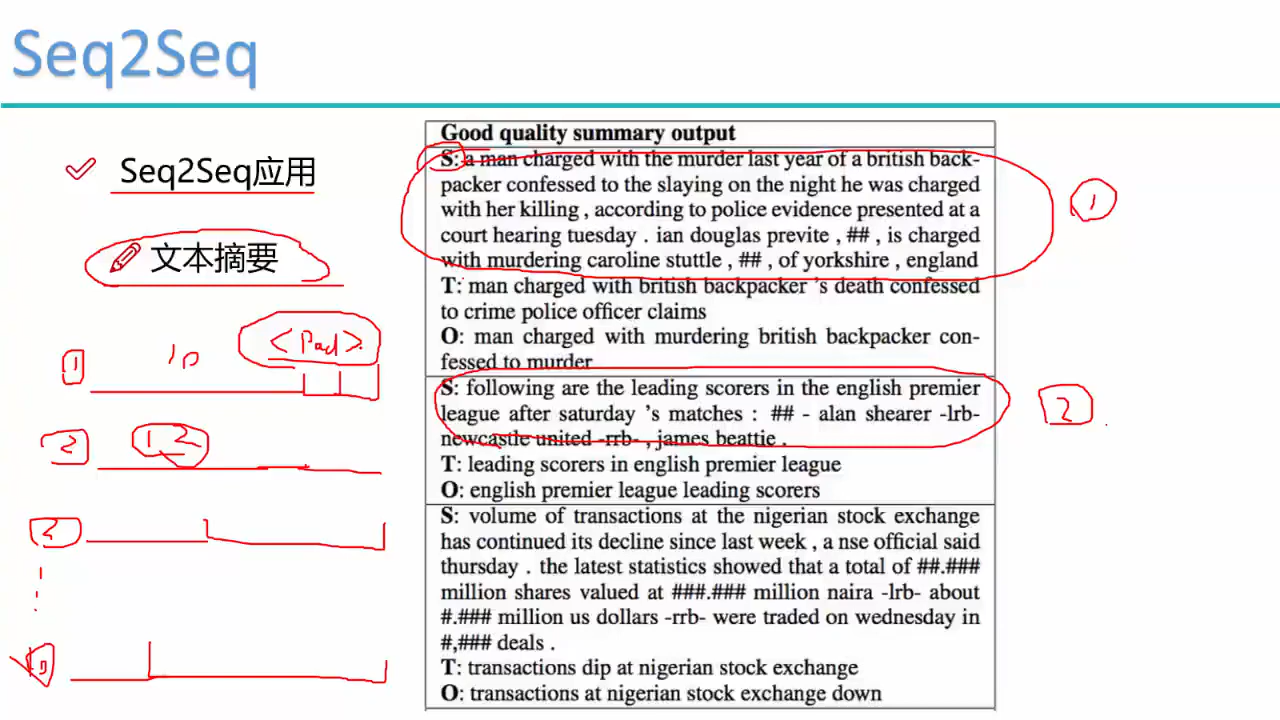 Seq2Seq
Seq2Seq应用
文本摘要
1
10
<Pad>
2
12
3
n
Good quality summary output
S: a man charged with the murder last year of a british back-
packer confessed to the slaying on the night he was charged
with her killing , according to police evidence presented at a
court hearing tuesday . ian douglas previte , ## , is charged
with murdering caroline stuttle , ## , of yorkshire , england
T: man charged with british backpacker 's death confessed
to crime police officer claims
O: man charged with murdering british backpacker con-
fessed to murder
S: following are the leading scorers in the english premier
league after saturday 's matches : ## - alan shearer -lrb-
newcastle united -rrb- , james beattie .
T: leading scorers in english premier league
O: english premier league leading scorers
S: volume of transactions at the nigerian stock exchange
has continued its decline since last week , a nse official said
thursday . the latest statistics showed that a total of ##.###
million shares valued at ###.### million naira -lrb- about
#.### million us dollars -rrb- were traded on wednesday in
#,### deals .
T: transactions dip at nigerian stock exchange
O: transactions at nigerian stock exchange down
1
2